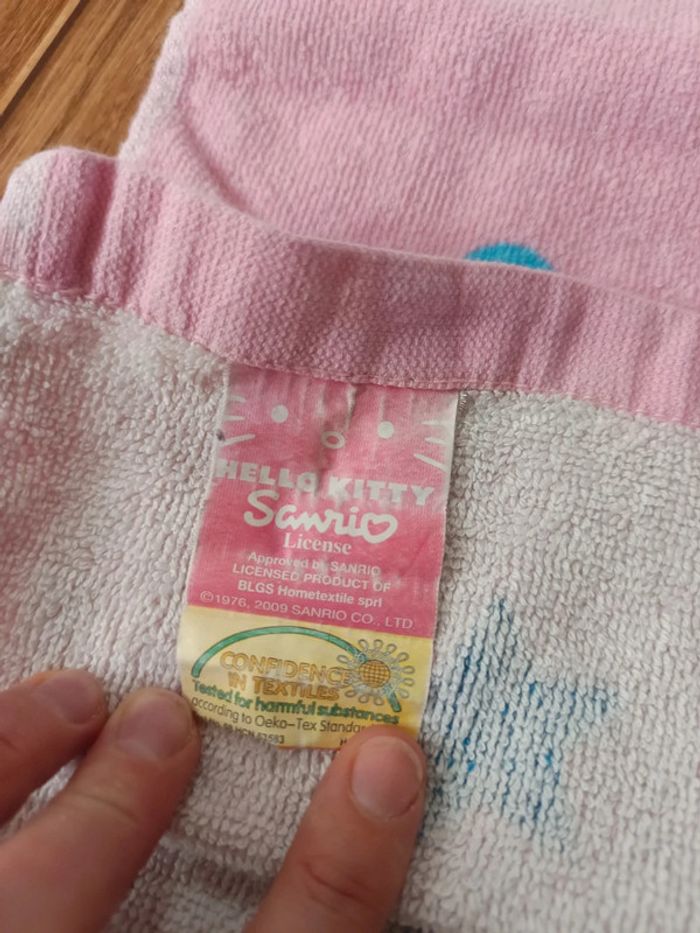 HELLO KITTY
Sanrio
License
Approved by SANRIO
LICENSED PRODUCT OF
BLGS Hometextile sprl
©1976, 2009 SANRIO CO., LTD.
CONFIDENCE
IN TEXTILES
Tested for harmful substances
according to Oeko-Tex Standar